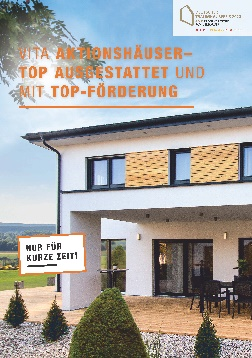 VITA AKTIONSHÄUSER–
TOP AUSGESTATTET UND
MIT TOP-FÖRDERUNG
NUR FÜR
KURZE ZEIT!